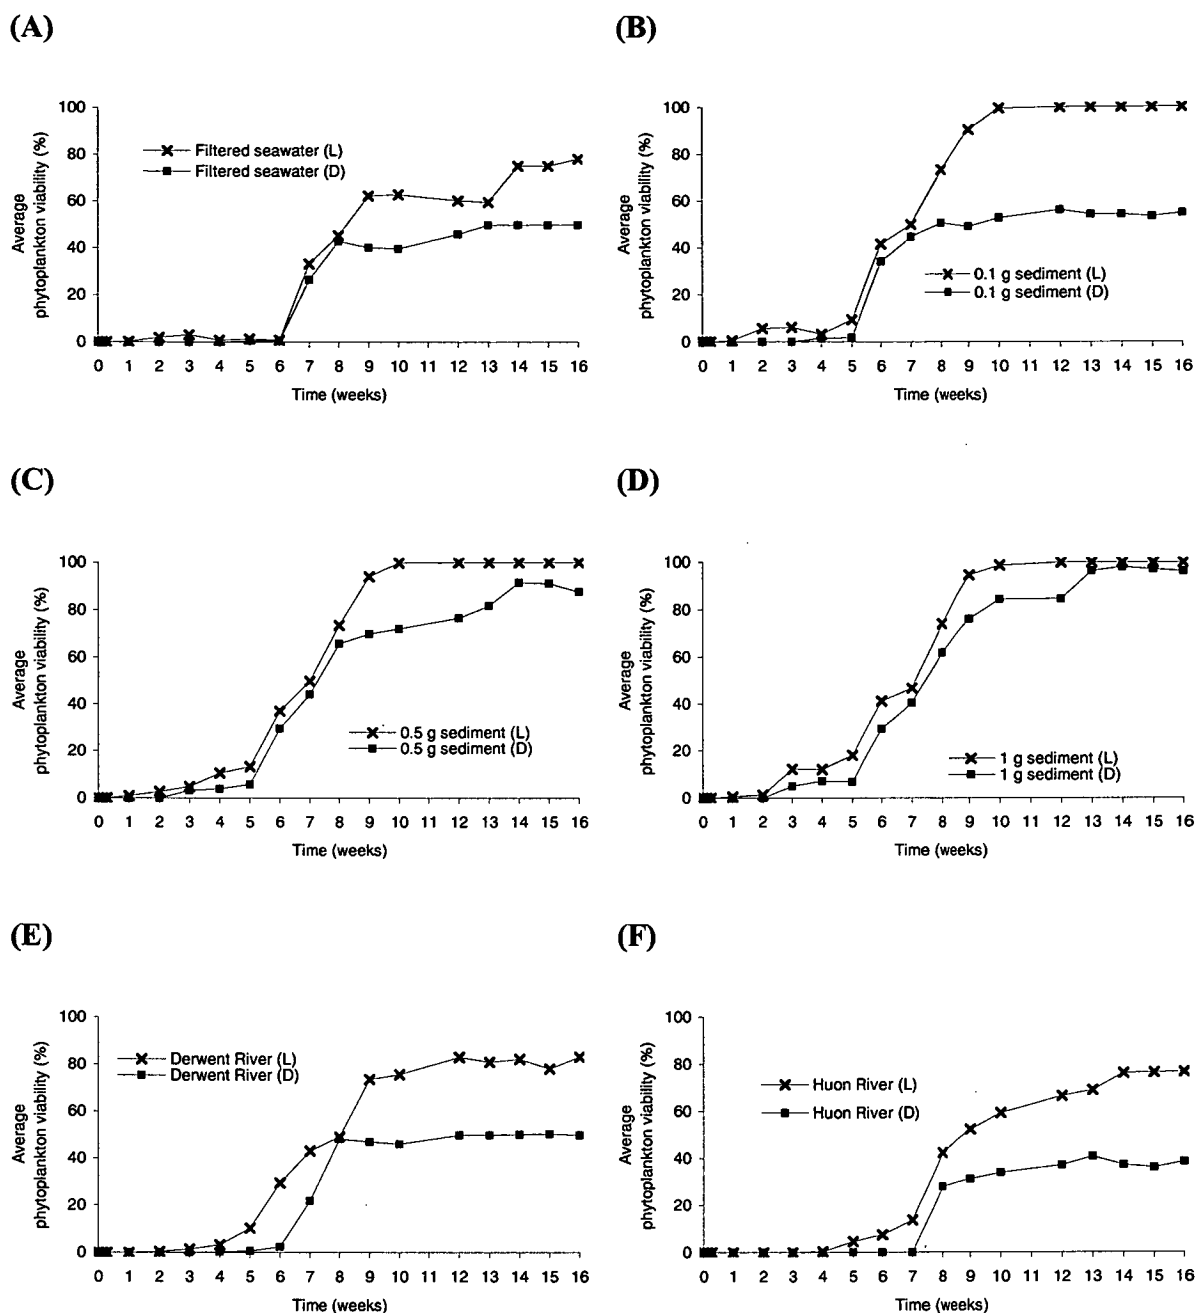 (A)
(B)
Average
phytoplankton viability (%)
100
80
60
40
20
0
Filtered seawater (L)
Filtered seawater (D)
0 1 2 3 4 5 6 7 8 9 10 11 12 13 14 15 16
Time (weeks)
Average
phytoplankton viability (%)
100
80
60
40
20
0
0.1 g sediment (L)
0.1 g sediment (D)
0 1 2 3 4 5 6 7 8 9 10 11 12 13 14 15 16
Time (weeks)
(C)
(D)
Average
phytoplankton viability (%)
100
80
60
40
20
0
0.5 g sediment (L)
0.5 g sediment (D)
0 1 2 3 4 5 6 7 8 9 10 11 12 13 14 15 16
Time (weeks)
Average
phytoplankton viability (%)
100
80
60
40
20
0
1 g sediment (L)
1 g sediment (D)
0 1 2 3 4 5 6 7 8 9 10 11 12 13 14 15 16
Time (weeks)
(E)
(F)
Average
phytoplankton viability (%)
100
80
60
40
20
0
Derwent River (L)
Derwent River (D)
0 1 2 3 4 5 6 7 8 9 10 11 12 13 14 15 16
Time (weeks)
Average
phytoplankton viability (%)
100
80
60
40
20
0
Huon River (L)
Huon River (D)
0 1 2 3 4 5 6 7 8 9 10 11 12 13 14 15 16
Time (weeks)